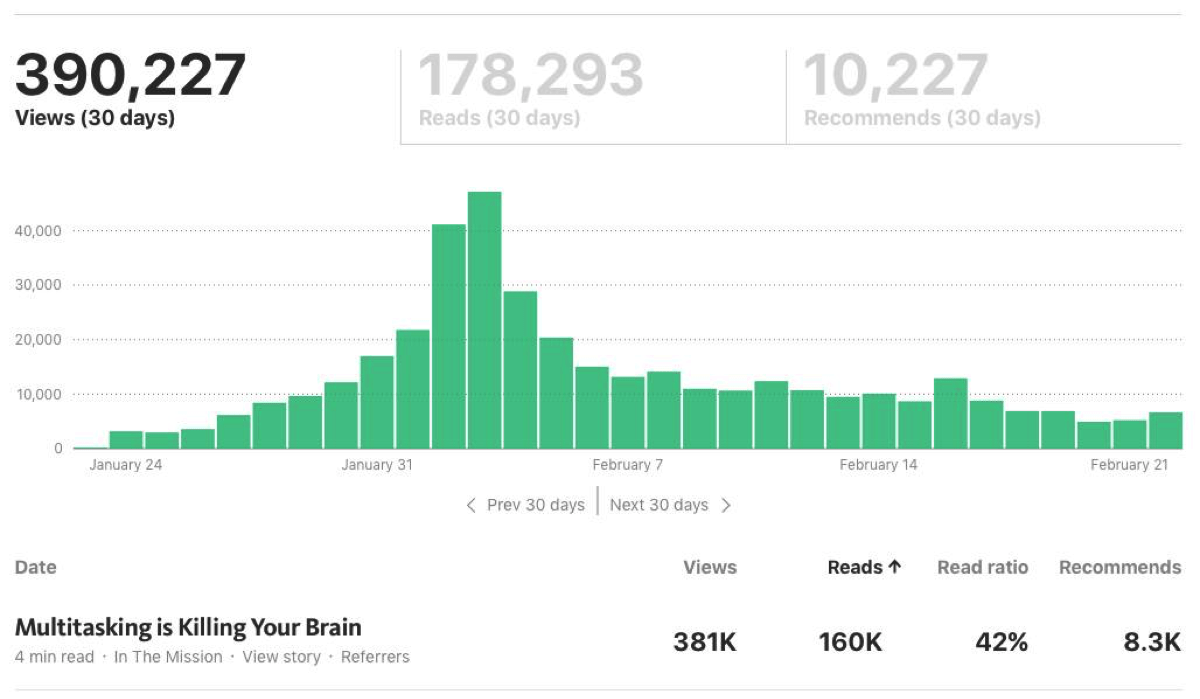 390,227
Views (30 days)
178,293
Reads (30 days)
10,227
Recommends (30 days)
40,000
30,000
20,000
10,000
0
January 24 January 31 February 7 February 14 February 21
Prev 30 days Next 30 days
Date Views Reads ↑ Read ratio Recommends
Multitasking is Killing Your Brain
381K 160K 42% 8.3K
4 min read · In The Mission · View story · Referrers